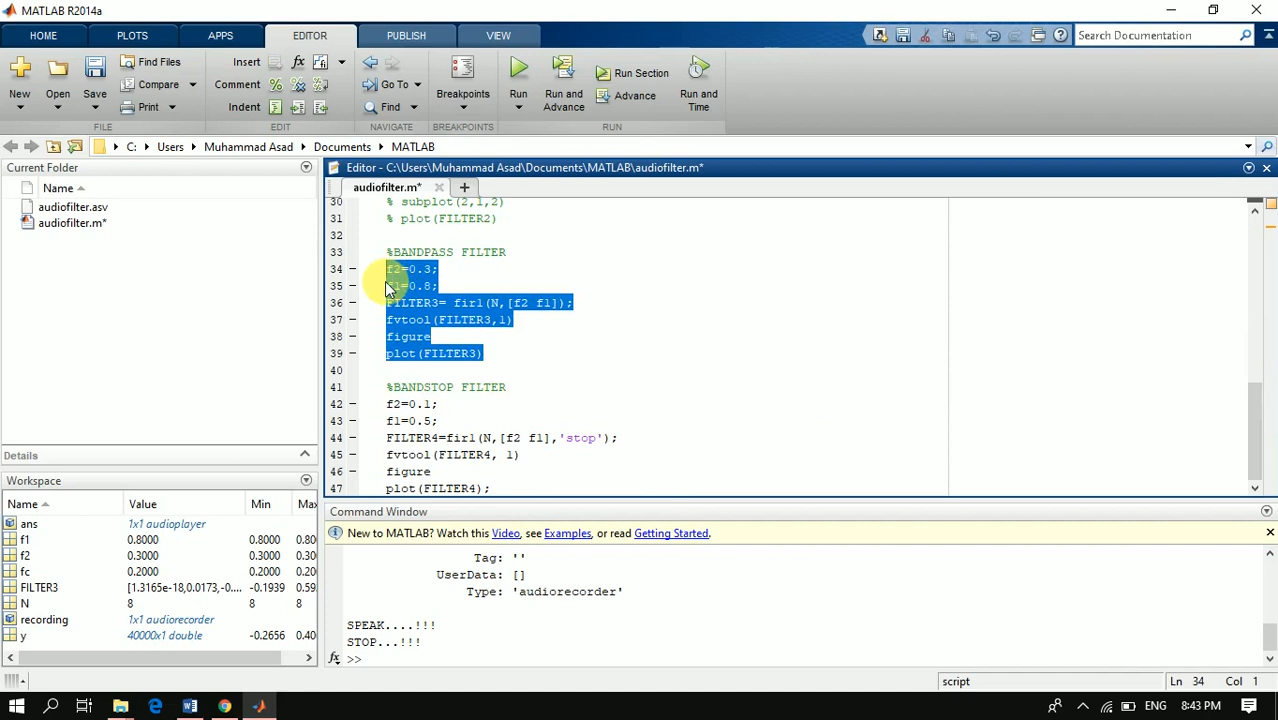 MATLAB R2014a
HOME PLOTS APPS EDITOR PUBLISH VIEW
Search Documentation
New Open Save
Find Files
Compare
Print
FILE
Insert
Comment
Indent
EDIT
Go To
Find
NAVIGATE
Breakpoints
BREAKPOINTS
Run
Run and Advance
Run Section
Advance
Run and Time
RUN
C: Users Muhammad Asad Documents MATLAB
Current Folder
Name
audiofilter.asv
audiofilter.m*
Details
Workspace
Name Value Min Max
ans 1x1 audioplayer
f1 0.8000 0.8000 0.80
f2 0.3000 0.3000 0.30
fc 0.2000 0.2000 0.20
FILTER3 [1.3165e-18,0.0173,-0.... -0.1939 0.59
N 8 8 8
recording 1x1 audiorecorder
y 40000x1 double -0.2656 0.40
Editor - C:\Users\Muhammad Asad\Documents\MATLAB\audiofilter.m*
audiofilter.m*
30 % subplot(2,1,2)
31 % plot(FILTER2)
32
33 %BANDPASS FILTER
34 f2=0.3;
35 f1=0.8;
36 FILTER3= fir1(N,[f2 f1]);
37 fvtool(FILTER3,1)
38 figure
39 plot(FILTER3)
40
41 %BANDSTOP FILTER
42 f2=0.1;
43 f1=0.5;
44 FILTER4=fir1(N,[f2 f1],'stop');
45 fvtool(FILTER4, 1)
46 figure
47 plot(FILTER4);
Command Window
New to MATLAB? Watch this Video, see Examples, or read Getting Started.
Tag: ''
UserData: []
Type: 'audiorecorder'
SPEAK....!!!
STOP...!!!
fx >>
script Ln 34 Col 1
ENG 8:43 PM